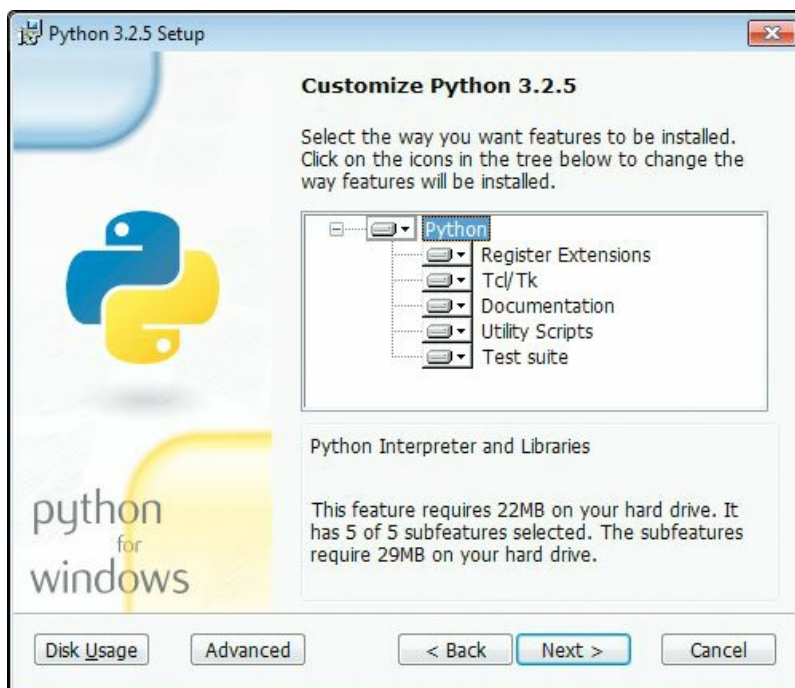 Python 3.2.5 Setup
Customize Python 3.2.5
Select the way you want features to be installed.
Click on the icons in the tree below to change the
way features will be installed.
Python
Register Extensions
Tcl/Tk
Documentation
Utility Scripts
Test suite
Python Interpreter and Libraries
This feature requires 22MB on your hard drive. It
has 5 of 5 subfeatures selected. The subfeatures
require 29MB on your hard drive.
python
for
windows
Disk Usage
Advanced
< Back
Next >
Cancel